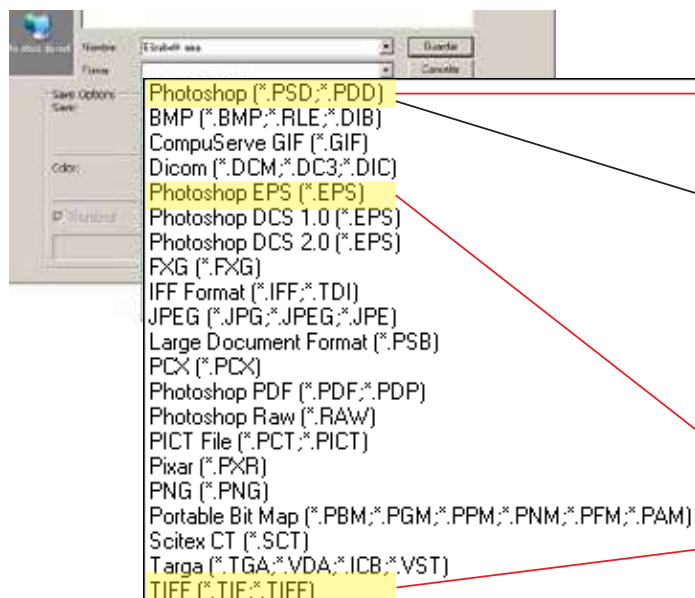 Nombre
Elizabeth
Guardar
Cancelar
Save Options
Save:
Color:
Photoshop (*.PSD;*.PDD)
BMP (*.BMP;*.RLE;*.DIB)
CompuServe GIF (*.GIF)
Dicom (*.DCM;*.DC3;*.DIC)
Photoshop EPS (*.EPS)
Photoshop DCS 1.0 (*.EPS)
Photoshop DCS 2.0 (*.EPS)
FXG (*.FXG)
IFF Format (*.IFF;*.TDI)
JPEG (*.JPG;*.JPEG;*.JPE)
Large Document Format (*.PSB)
PCX (*.PCX)
Photoshop PDF (*.PDF;*.PDP)
Photoshop Raw (*.RAW)
PICT File (*.PCT;*.PICT)
Pixar (*.PXR)
PNG (*.PNG)
Portable Bit Map (*.PBM;*.PGM;*.PPM;*.PNM;*.PFM;*.PAM)
Scitex CT (*.SCT)
Targa (*.TGA;*.VDA;*.ICB;*.VST)
TIFF (*.TIF;*.TIFF)